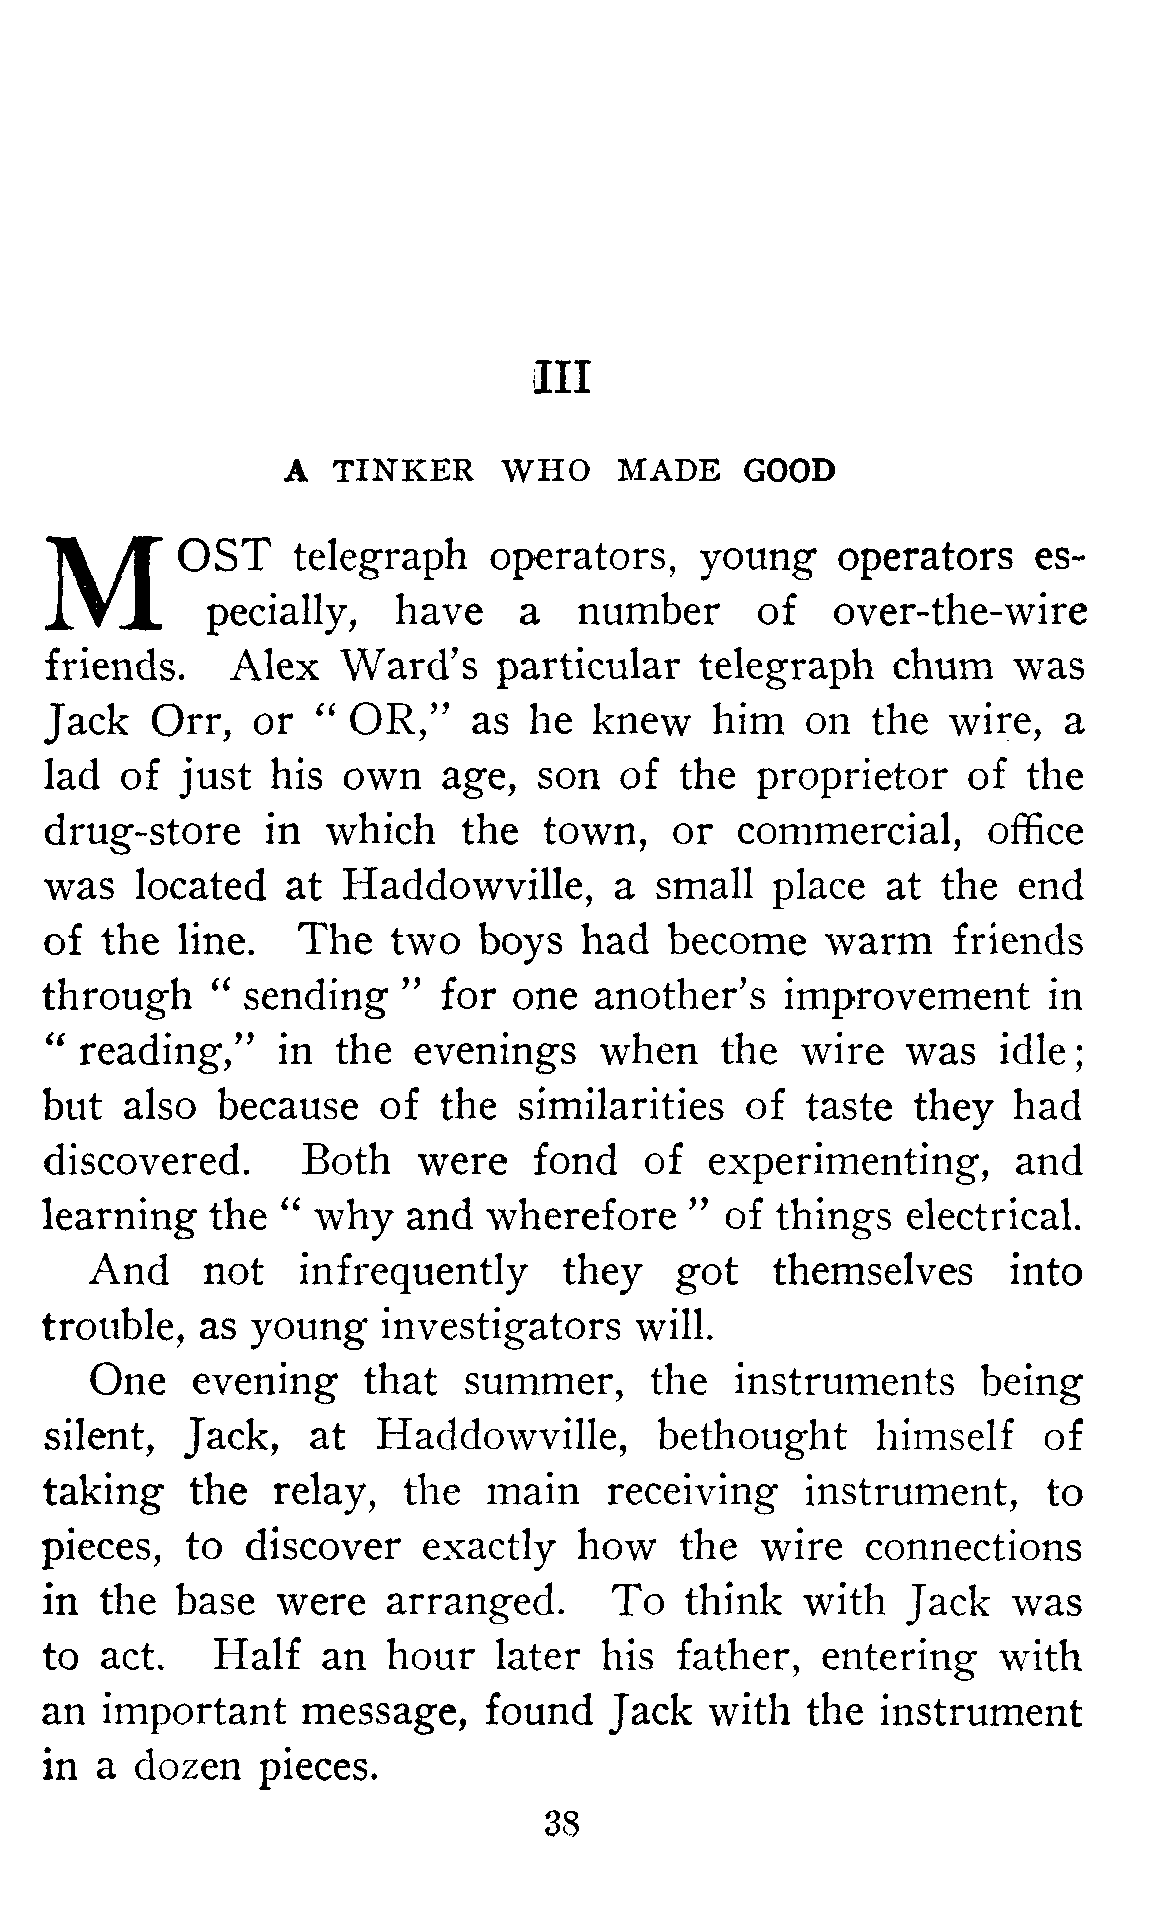 III
A TINKER WHO MADE GOOD
MOST telegraph operators, young operators es-
pecially, have a number of over-the-wire
friends. Alex Ward's particular telegraph chum was
Jack Orr, or " OR," as he knew him on the wire, a
lad of just his own age, son of the proprietor of the
drug-store in which the town, or commercial, office
was located at Haddowville, a small place at the end
of the line. The two boys had become warm friends
through " sending " for one another's improvement in
" reading," in the evenings when the wire was idle;
but also because of the similarities of taste they had
discovered. Both were fond of experimenting, and
learning the " why and wherefore " of things electrical.
And not infrequently they got themselves into
trouble, as young investigators will.
One evening that summer, the instruments being
silent, Jack, at Haddowville, bethought himself of
taking the relay, the main receiving instrument, to
pieces, to discover exactly how the wire connections
in the base were arranged. To think with Jack was
to act. Half an hour later his father, entering with
an important message, found Jack with the instrument
in a dozen pieces.
38